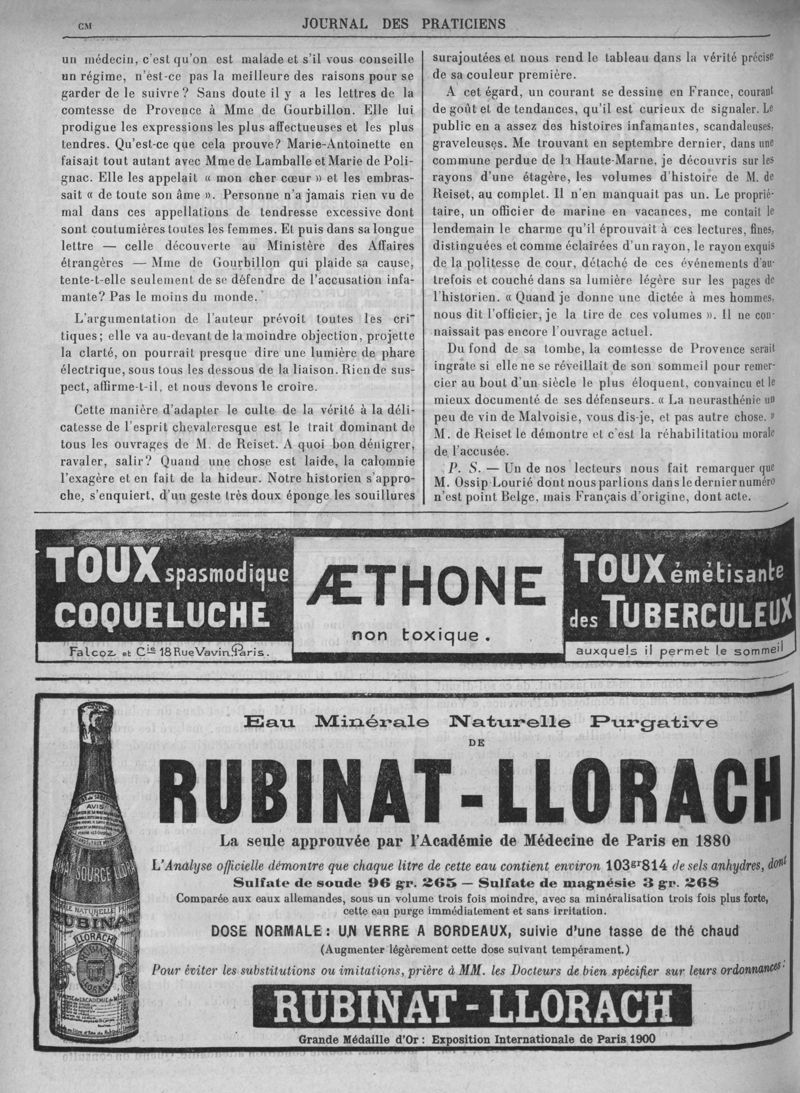 CM
JOURNAL DES PRATICIENS
un médecin, c'est qu'on est malade et s'il vous conseille
un régime, n'est-ce pas la meilleure des raisons pour se
garder de le suivre? Sans doute il y a les lettres de la
comtesse de Provence à Mme de Gourbillon. Elle lui
prodigue les expressions les plus affectueuses et les plus
tendres. Qu'est-ce que cela prouve? Marie-Antoinette en
faisait tout autant avec Mme de Lamballe et Marie de Poli-
gnac. Elle les appelait « mon cher cœur » et les embras-
sait « de toute son âme ». Personne n'a jamais rien vu de
mal dans ces appellations de tendresse excessive dont
sont coutumières toutes les femmes. Et puis dans sa longue
lettre — celle découverte au Ministère des Affaires
étrangères — Mme de Gourbillon qui plaide sa cause,
tente-t-elle seulement de se défendre de l'accusation infa-
mante? Pas le moins du monde.
L'argumentation de l'auteur prévoit toutes les cri-
tiques; elle va au-devant de la moindre objection, projette
la clarté, on pourrait presque dire une lumière de phare
électrique, sous tous les dessous de la liaison. Rien de sus-
pect, affirme-t-il, et nous devons le croire.
Cette manière d'adapter le culte de la vérité à la déli-
catesse de l'esprit chevaleresque est le trait dominant de
tous les ouvrages de M. de Reiset. A quoi bon dénigrer,
ravaler, salir? Quand une chose est laide, la calomnie
l'exagère et en fait de la hideur. Notre historien s'appro-
che, s'enquiert, d'un geste très doux éponge les souillures
surajoutées et nous rend le tableau dans la vérité précise
de sa couleur première.
A cet égard, un courant se dessine en France, courant
de goût et de tendances, qu'il est curieux de signaler. Le
public en a assez des histoires infamantes, scandaleuses,
graveleuses. Me trouvant en septembre dernier, dans une
commune perdue de la Haute-Marne, je découvris sur les
rayons d'une étagère, les volumes d'histoire de M. de
Reiset, au complet. Il n'en manquait pas un. Le proprié-
taire, un officier de marine en vacances, me contait le
lendemain le charme qu'il éprouvait à ces lectures, fines,
distinguées et comme éclairées d'un rayon, le rayon exquis
de la politesse de cour, détaché de ces événements d'au-
trefois et couché dans sa lumière légère sur les pages de
l'historien. « Quand je donne une dictée à mes hommes,
nous dit l'officier, je la tire de ces volumes ». Il ne con-
naissait pas encore l'ouvrage actuel.
Du fond de sa tombe, la comtesse de Provence serait
ingrate si elle ne se réveillait de son sommeil pour remer-
cier au bout d'un siècle le plus éloquent, convaincu et le
mieux documenté de ses défenseurs. « La neurasthénie un
peu de vin de Malvoisie, vous dis-je, et pas autre chose. »
M. de Reiset le démontre et c'est la réhabilitation morale
de l'accusée.
P. S. — Un de nos lecteurs nous fait remarquer que
M. Ossip Lourié dont nous parlions dans le dernier numéro
n'est point Belge, mais Français d'origine, dont acte.
TOUX spasmodique
COQUELUCHE
Falcoz et Cie 18 Rue Vavin, Paris.
ÆTHONE
non toxique.
TOUX émétisante
des TUBERCULEUX
auxquels il permet le sommeil
Eau Minérale Naturelle Purgative
DE
RUBINAT-LLORACH
La seule approuvée par l'Académie de Médecine de Paris en 1880
L'Analyse officielle démontre que chaque litre de cette eau contient environ 103gr814 de sels anhydres, dont
Sulfate de soude 96 gr. 265 — Sulfate de magnésie 3 gr. 268
Comparée aux eaux allemandes, sous un volume trois fois moindre, avec sa minéralisation trois fois plus forte,
cette eau purge immédiatement et sans irritation.
DOSE NORMALE: UN VERRE A BORDEAUX, suivie d'une tasse de thé chaud
(Augmenter légèrement cette dose suivant tempérament.)
Pour éviter les substitutions ou imitations, prière à MM. les Docteurs de bien spécifier sur leurs ordonnances:
RUBINAT-LLORACH
Grande Médaille d'Or: Exposition Internationale de Paris 1900
AVIS
SOURCE LLORACH
NATURELLE
RUBINAT
LLORACH